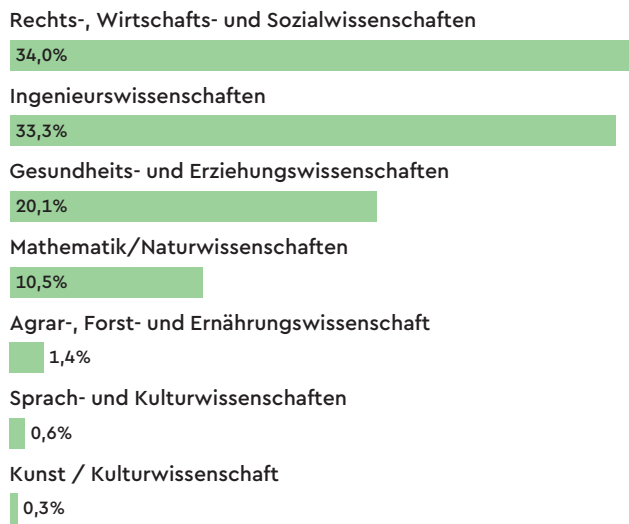 Rechts-, Wirtschafts- und Sozialwissenschaften
34,0%
Ingenieurswissenschaften
33,3%
Gesundheits- und Erziehungswissenschaften
20,1%
Mathematik/Naturwissenschaften
10,5%
Agrar-, Forst- und Ernährungswissenschaft
1,4%
Sprach- und Kulturwissenschaften
0,6%
Kunst / Kulturwissenschaft
0,3%